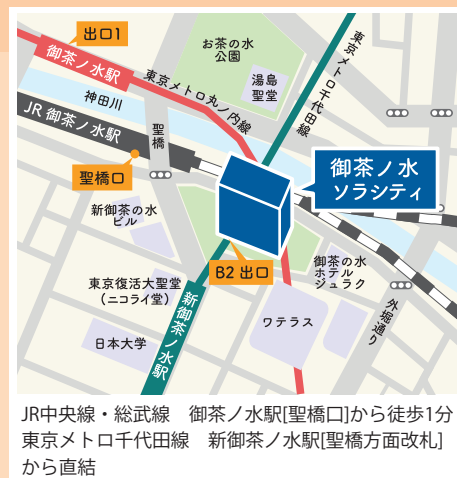 出口1
御茶ノ水駅
お茶の水
公園
湯島
聖堂
東京メトロ丸ノ内線
東京メトロ千代田線
神田川
JR 御茶ノ水駅
聖橋
聖橋口
御茶ノ水
ソラシティ
新御茶の水
ビル
B2 出口
御茶の水
ホテル
ジュラク
東京復活大聖堂
(ニコライ堂)
新御茶ノ水駅
ワテラス
外堀通り
日本大学
JR中央線・総武線　御茶ノ水駅[聖橋口]から徒歩1分
東京メトロ千代田線　新御茶ノ水駅[聖橋方面改札]
から直結